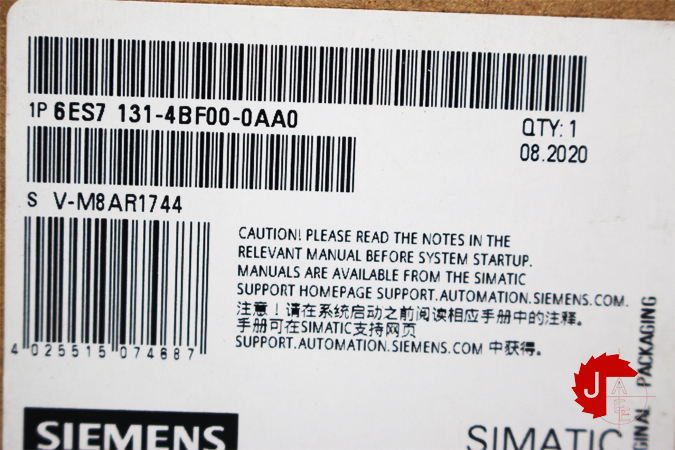 1P 6ES7 131-4BF00-0AA0
QTY: 1
08.2020
S V-M8AR1744
CAUTION! PLEASE READ THE NOTES IN THE
RELEVANT MANUAL BEFORE SYSTEM STARTUP.
MANUALS ARE AVAILABLE FROM THE SIMATIC
SUPPORT HOMEPAGE SUPPORT.AUTOMATION.SIEMENS.COM.
注意！请在系统启动之前阅读相应手册中的注释。
手册可在SIMATIC支持网页
SUPPORT.AUTOMATION.SIEMENS.COM 中获得。
4 025515 074687
SIEMENS
SIMATIC
PACKAGING
J